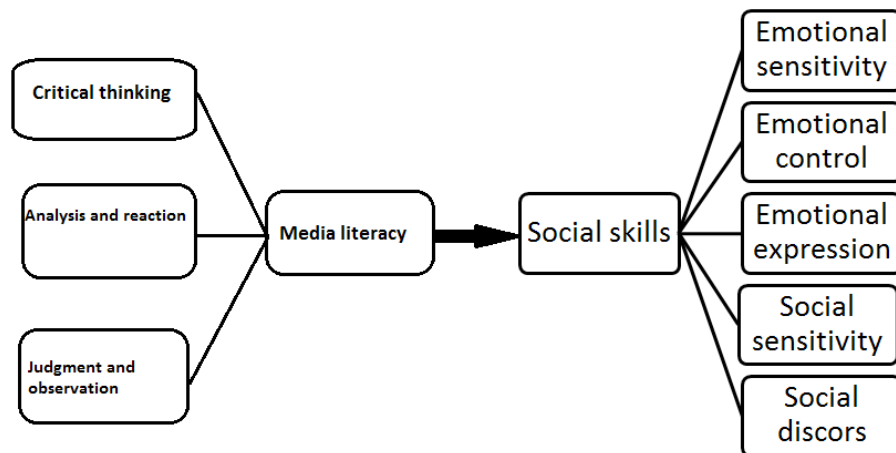 Critical thinking
Analysis and reaction
Judgment and
observation
Media literacy
Social skills
Emotional
sensitivity
Emotional
control
Emotional
expression
Social
sensitivity
Social
discors